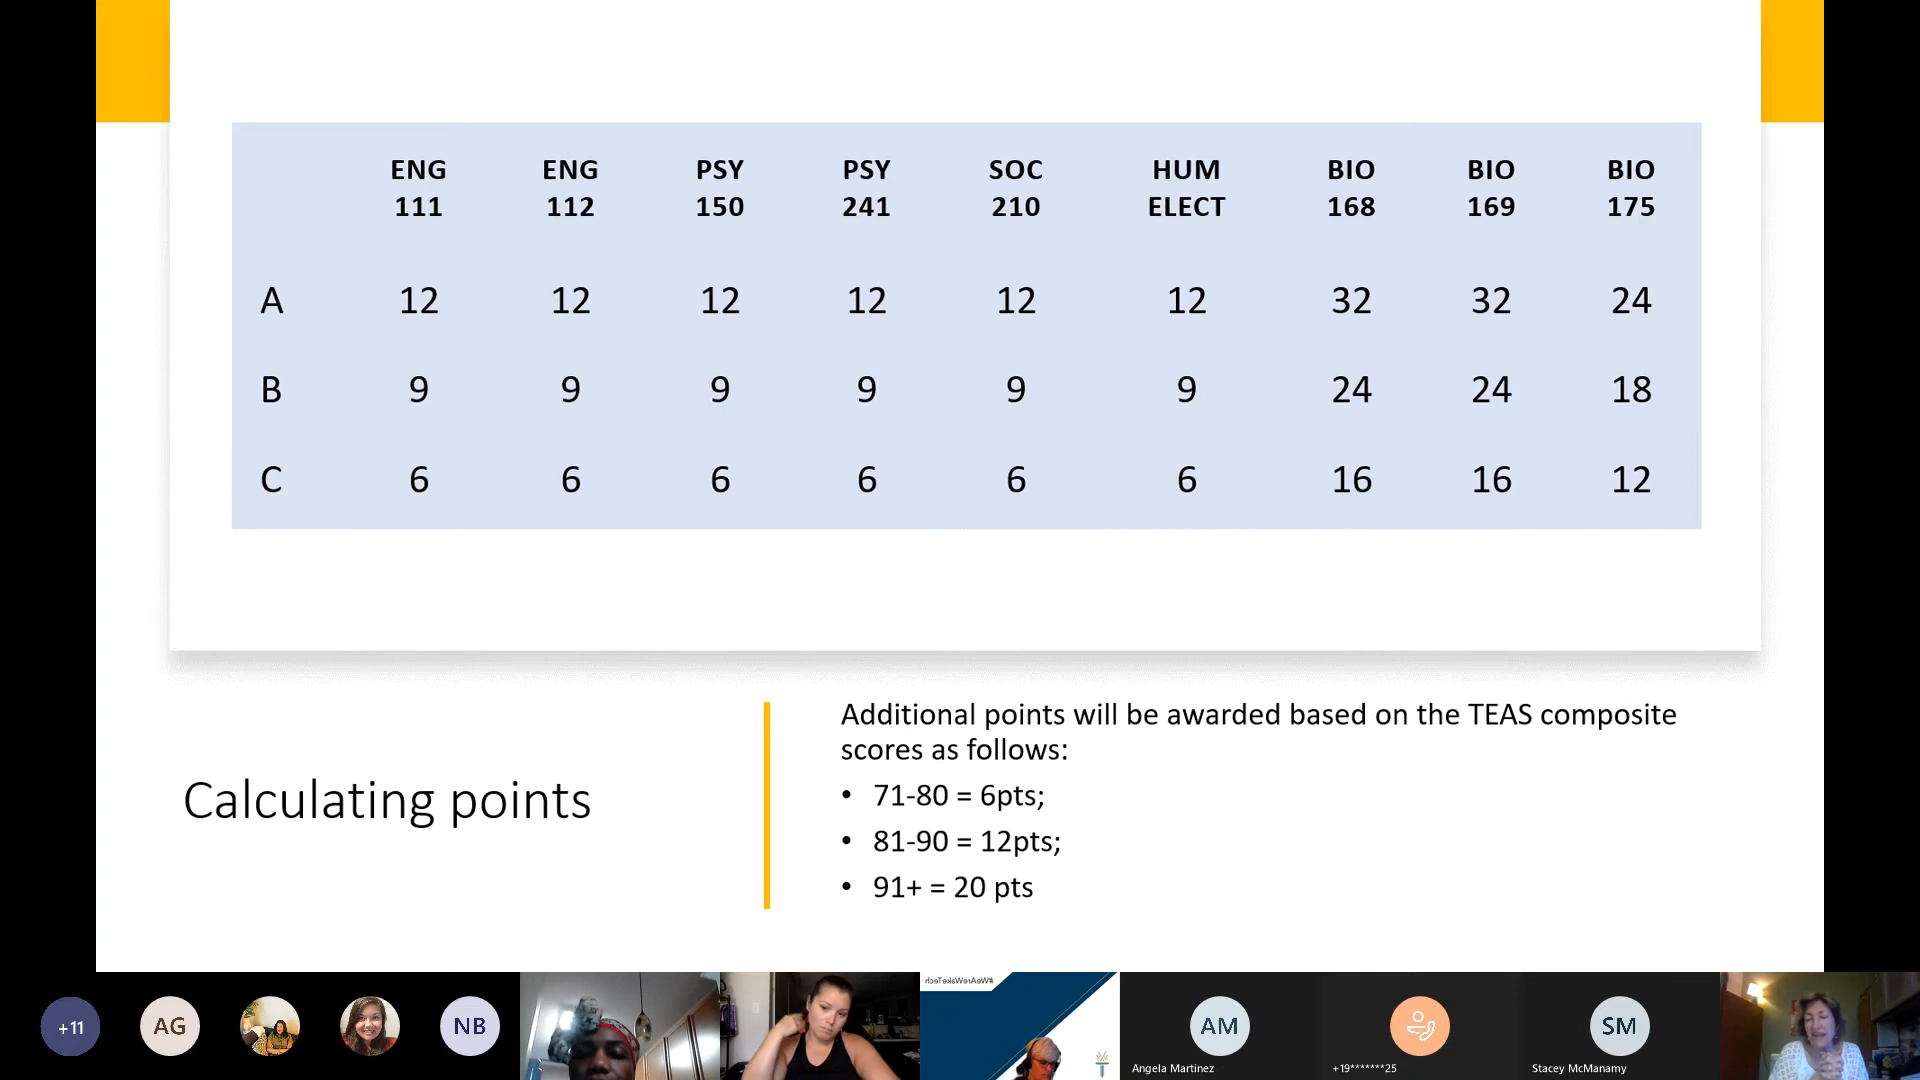 ENG 111 ENG 112 PSY 150 PSY 241 SOC 210 HUM ELECT BIO 168 BIO 169 BIO 175
A 12 12 12 12 12 12 32 32 24
B 9 9 9 9 9 9 24 24 18
C 6 6 6 6 6 6 16 16 12
Calculating points
Additional points will be awarded based on the TEAS composite
scores as follows:
• 71-80 = 6pts;
• 81-90 = 12pts;
• 91+ = 20 pts
+11
AG
NB
#WeAreWakeTech
AM
Angela Martinez
+19*******25
SM
Stacey McManamy